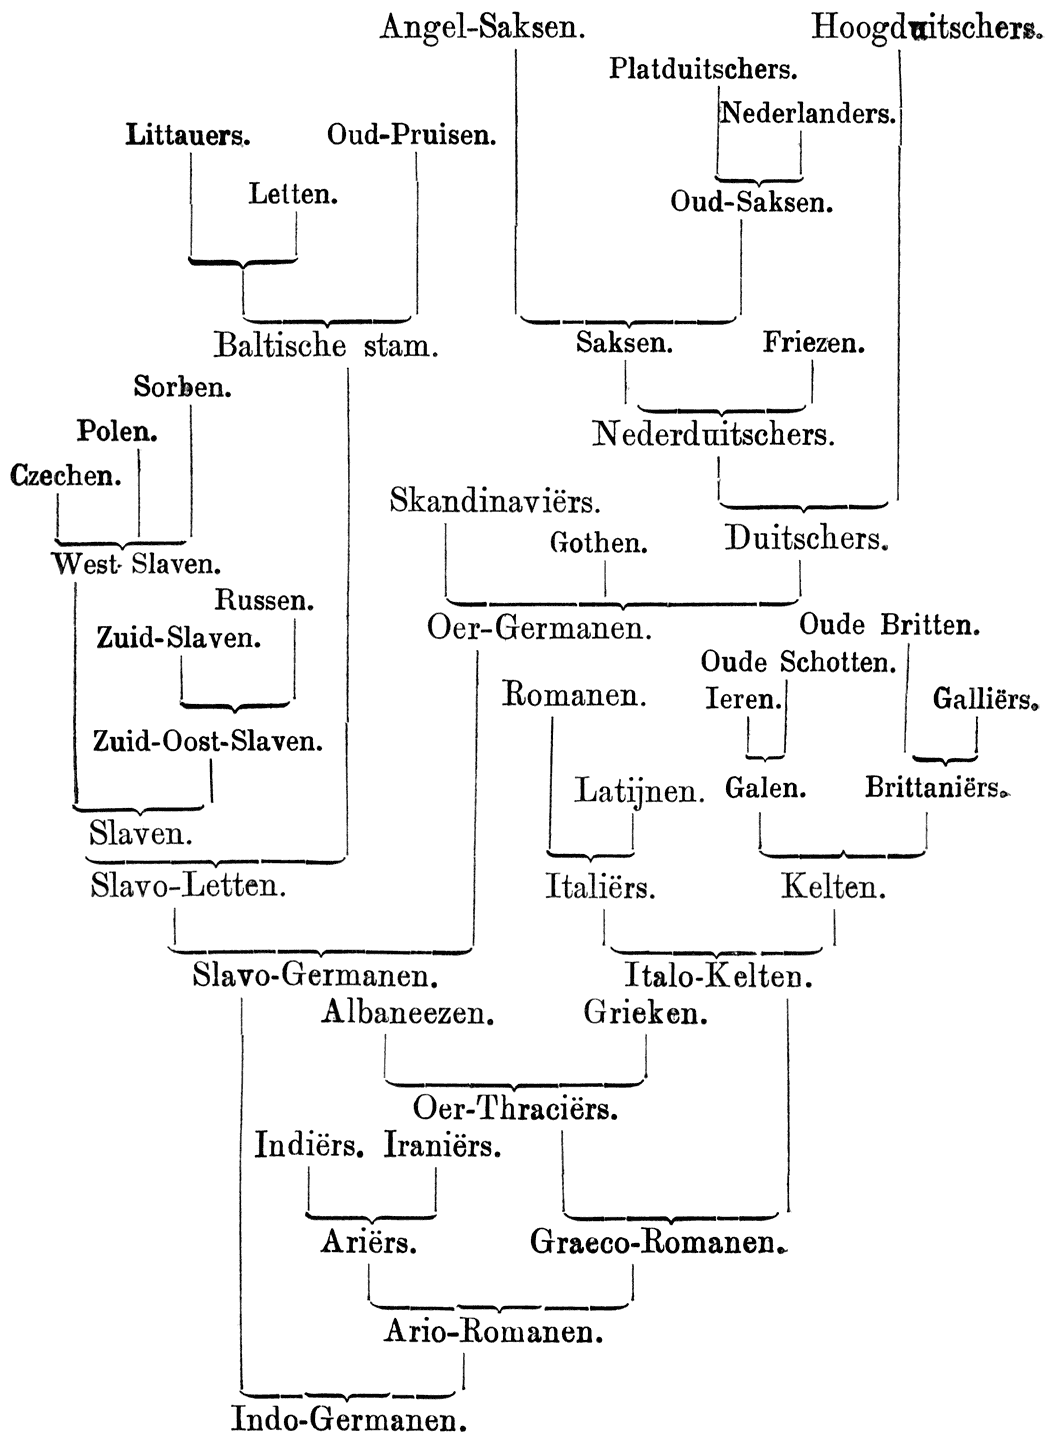 Angel-Saksen. Hoogduitschers.
Platduitschers.
Nederlanders.
Littauers. Oud-Pruisen.
Letten.
Oud-Saksen.
Baltische stam. Saksen. Friezen.
Sorben.
Polen.
Nederduitschers.
Czechen.
Skandinaviërs.
Gothen. Duitschers.
West-Slaven.
Russen.
Zuid-Slaven.
Oer-Germanen. Oude Britten.
Oude Schotten.
Romanen. Ieren. Galliërs.
Zuid-Oost-Slaven.
Latijnen. Galen. Brittaniërs.
Slaven.
Slavo-Letten. Italiërs. Kelten.
Slavo-Germanen. Italo-Kelten.
Albaneezen. Grieken.
Oer-Thraciërs.
Indiërs. Iraniërs.
Ariërs. Graeco-Romanen.
Ario-Romanen.
Indo-Germanen.